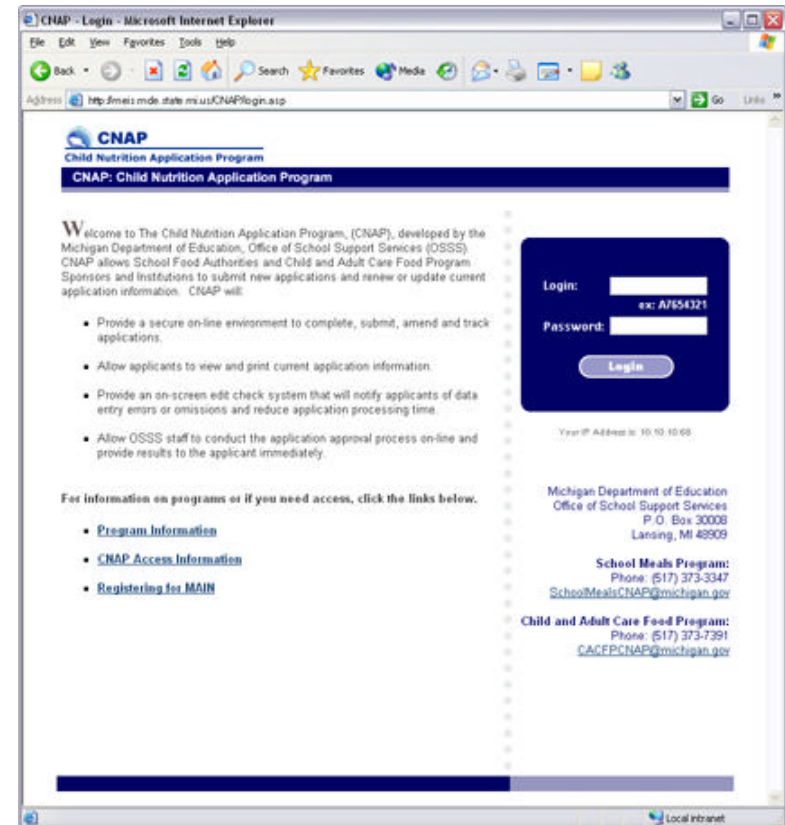 CNAP - Login - Microsoft Internet Explorer
File Edit View Favorites Tools Help
Back Search Favorites Media
Address http://meis.mde.state.mi.us/CNAP/login.asp Go Links »
CNAP
Child Nutrition Application Program
CNAP: Child Nutrition Application Program
Welcome to The Child Nutrition Application Program, (CNAP), developed by the
Michigan Department of Education, Office of School Support Services (OSSS).
CNAP allows School Food Authorities and Child and Adult Care Food Program
Sponsors and Institutions to submit new applications and renew or update current
application information. CNAP will:
• Provide a secure on-line environment to complete, submit, amend and track
applications.
• Allow applicants to view and print current application information.
• Provide an on-screen edit check system that will notify applicants of data
entry errors or omissions and reduce application processing time.
• Allow OSSS staff to conduct the application approval process on-line and
provide results to the applicant immediately.
For information on programs or if you need access, click the links below.
• Program Information
• CNAP Access Information
• Registering for MAIN
Login:
ex: A7654321
Password:
Login
Your IP Address is: 10.10.10.68
Michigan Department of Education
Office of School Support Services
P.O. Box 30008
Lansing, MI 48909
School Meals Program:
Phone: (517) 373-3347
SchoolMealsCNAP@michigan.gov
Child and Adult Care Food Program:
Phone: (517) 373-7391
CACFPCNAP@michigan.gov
Local intranet